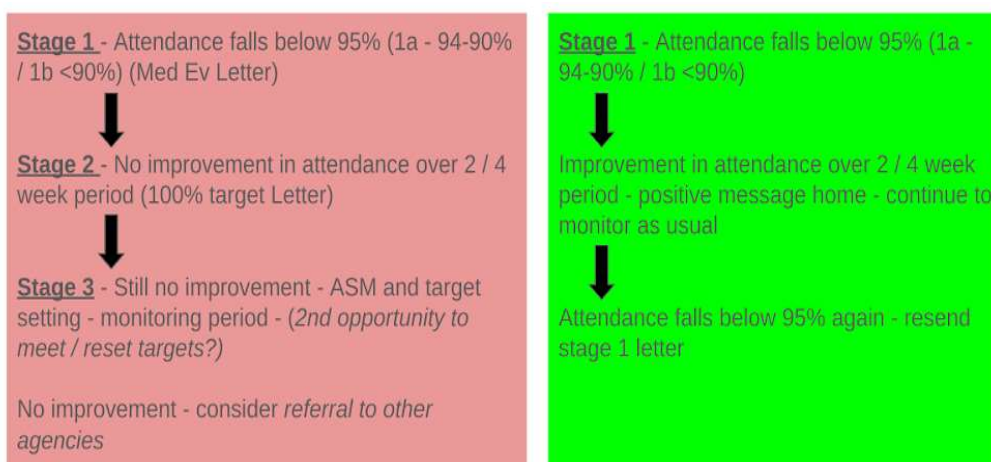 Stage 1 - Attendance falls below 95% (1a - 94-90%
/ 1b <90%) (Med Ev Letter)
Stage 2 - No improvement in attendance over 2 / 4
week period (100% target Letter)
Stage 3 - Still no improvement - ASM and target
setting - monitoring period - (2nd opportunity to
meet / reset targets?)
No improvement - consider referral to other
agencies
Stage 1 - Attendance falls below 95% (1a -
94-90% / 1b <90%)
Improvement in attendance over 2 / 4 week
period - positive message home - continue to
monitor as usual
Attendance falls below 95% again - resend
stage 1 letter